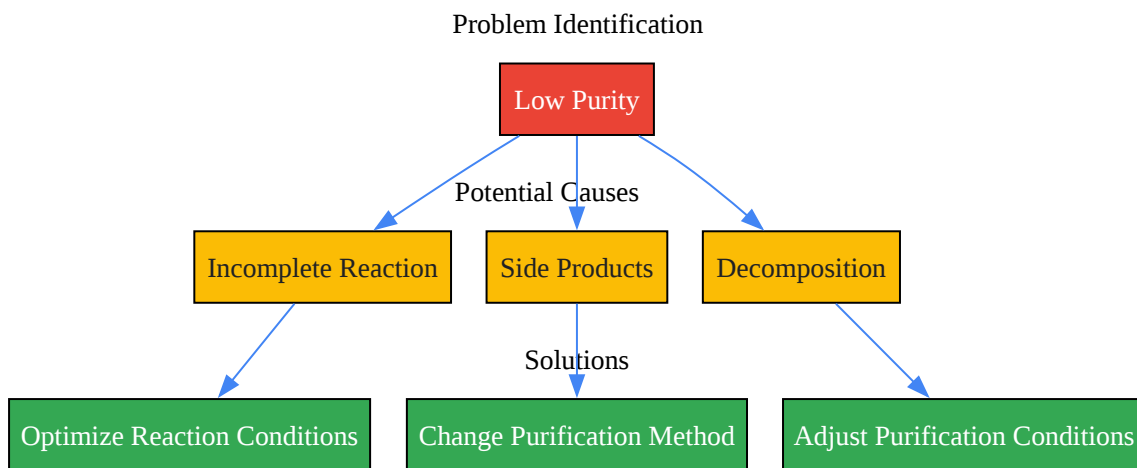 Problem Identification
Low Purity
Potential Causes
Incomplete Reaction
Side Products
Decomposition
Solutions
Optimize Reaction Conditions
Change Purification Method
Adjust Purification Conditions